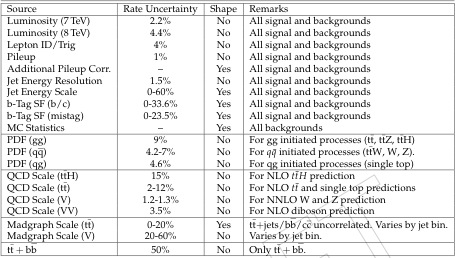 Source Rate Uncertainty Shape Remarks
Luminosity (7 TeV) 2.2% No All signal and backgrounds
Luminosity (8 TeV) 4.4% No All signal and backgrounds
Lepton ID/Trig 4% No All signal and backgrounds
Pileup 1% No All signal and backgrounds
Additional Pileup Corr. – Yes All signal and backgrounds
Jet Energy Resolution 1.5% No All signal and backgrounds
Jet Energy Scale 0-60% Yes All signal and backgrounds
b-Tag SF (b/c) 0-33.6% Yes All signal and backgrounds
b-Tag SF (mistag) 0-23.5% Yes All signal and backgrounds
MC Statistics – Yes All backgrounds
PDF (gg) 9% No For gg initiated processes (tt̄, tt̄Z, tt̄H)
PDF (qq̄) 4.2-7% No For qq̄ initiated processes (tt̄W, W, Z).
PDF (qg) 4.6% No For qg initiated processes (single top)
QCD Scale (tt̄H) 15% No For NLO tt̄H prediction
QCD Scale (tt̄) 2-12% No For NLO tt̄ and single top predictions
QCD Scale (V) 1.2-1.3% No For NNLO W and Z prediction
QCD Scale (VV) 3.5% No For NLO diboson prediction
Madgraph Scale (tt̄) 0-20% Yes tt̄+jets/bb̄/cc̄ uncorrelated. Varies by jet bin.
Madgraph Scale (V) 20-60% No Varies by jet bin.
tt̄ + bb̄ 50% No Only tt̄ + bb̄.